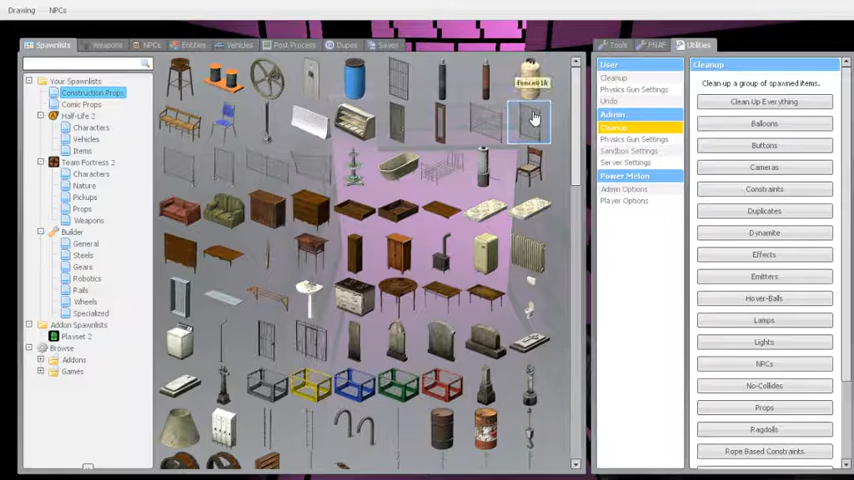 Drawing NPCs
Spawnlists Weapons NPCs Entities Vehicles Post Process Dupes Saves
Your Spawnlists
Construction Props
Comic Props
Half-Life 2
Characters
Vehicles
Items
Team Fortress 2
Characters
Nature
Pickups
Props
Weapons
Builder
General
Steels
Gears
Robotics
Rails
Wheels
Specialized
Addon Spawnlists
Playset 2
Browse
Addons
Games
Tools PNAF Utilities
User
Cleanup
Physics Gun Settings
Undo
Admin
Cleanup
Physics Gun Settings
Sandbox Settings
Server Settings
Power Melon
Admin Options
Player Options
Cleanup
Clean up a group of spawned items.
Clean Up Everything
Balloons
Buttons
Cameras
Constraints
Duplicates
Dynamite
Effects
Emitters
Hover-Balls
Lamps
Lights
NPCs
No-Collides
Props
Ragdolls
Rope Based Constraints